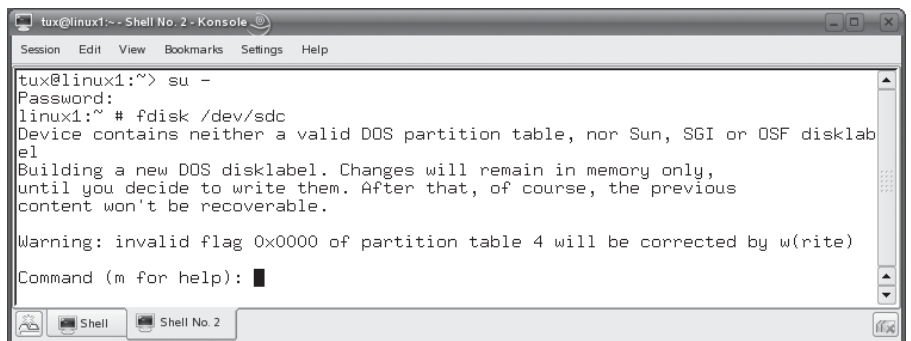 tux@linux1:~ - Shell No. 2 - Konsole
Session Edit View Bookmarks Settings Help
tux@linux1:~> su -
Password:
linux1:~ # fdisk /dev/sdc
Device contains neither a valid DOS partition table, nor Sun, SGI or OSF disklab
el
Building a new DOS disklabel. Changes will remain in memory only,
until you decide to write them. After that, of course, the previous
content won't be recoverable.
Warning: invalid flag 0x0000 of partition table 4 will be corrected by w(rite)
Command (m for help):
Shell Shell No. 2